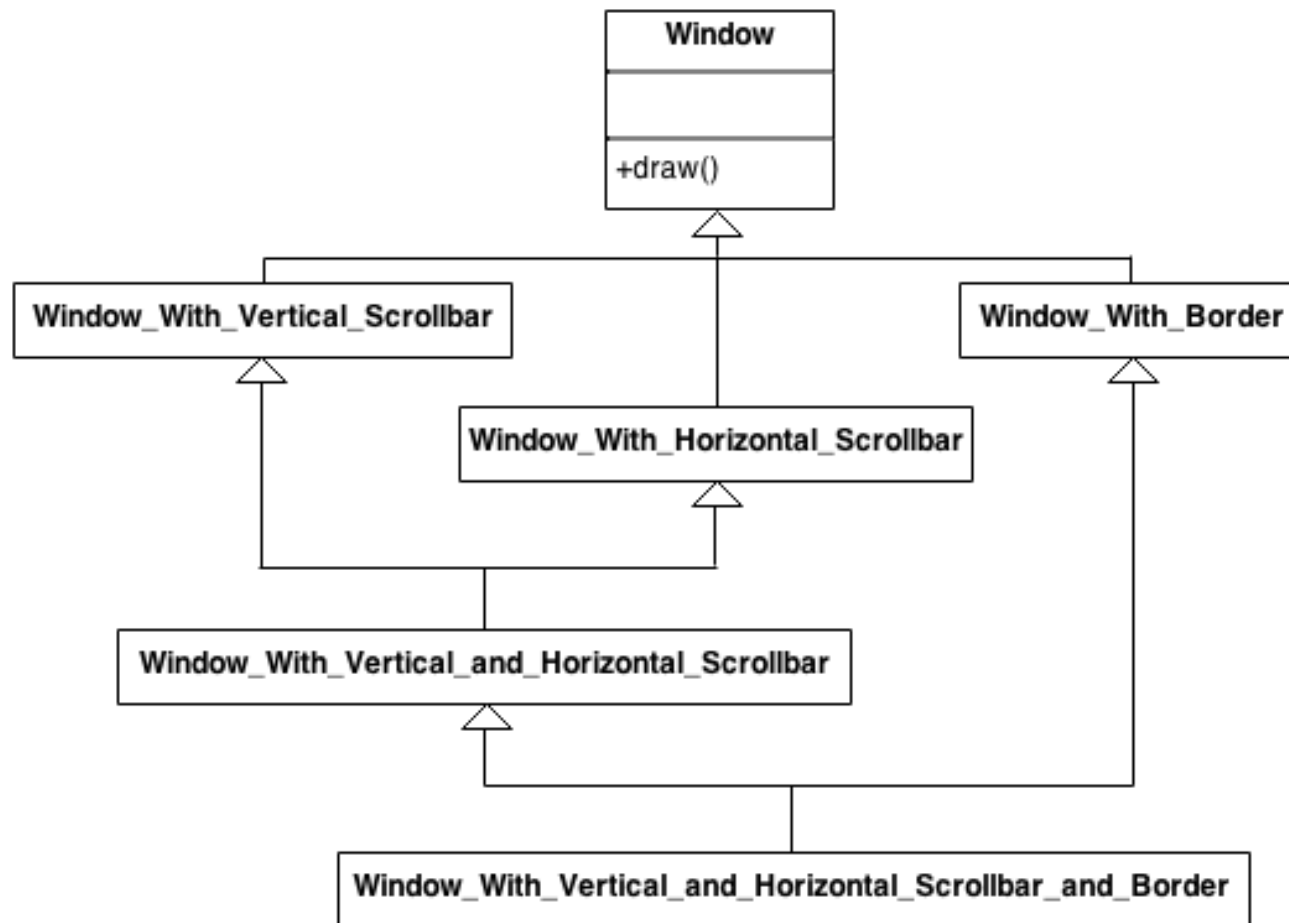 Window
+draw()
Window_With_Vertical_Scrollbar
Window_With_Border
Window_With_Horizontal_Scrollbar
Window_With_Vertical_and_Horizontal_Scrollbar
Window_With_Vertical_and_Horizontal_Scrollbar_and_Border